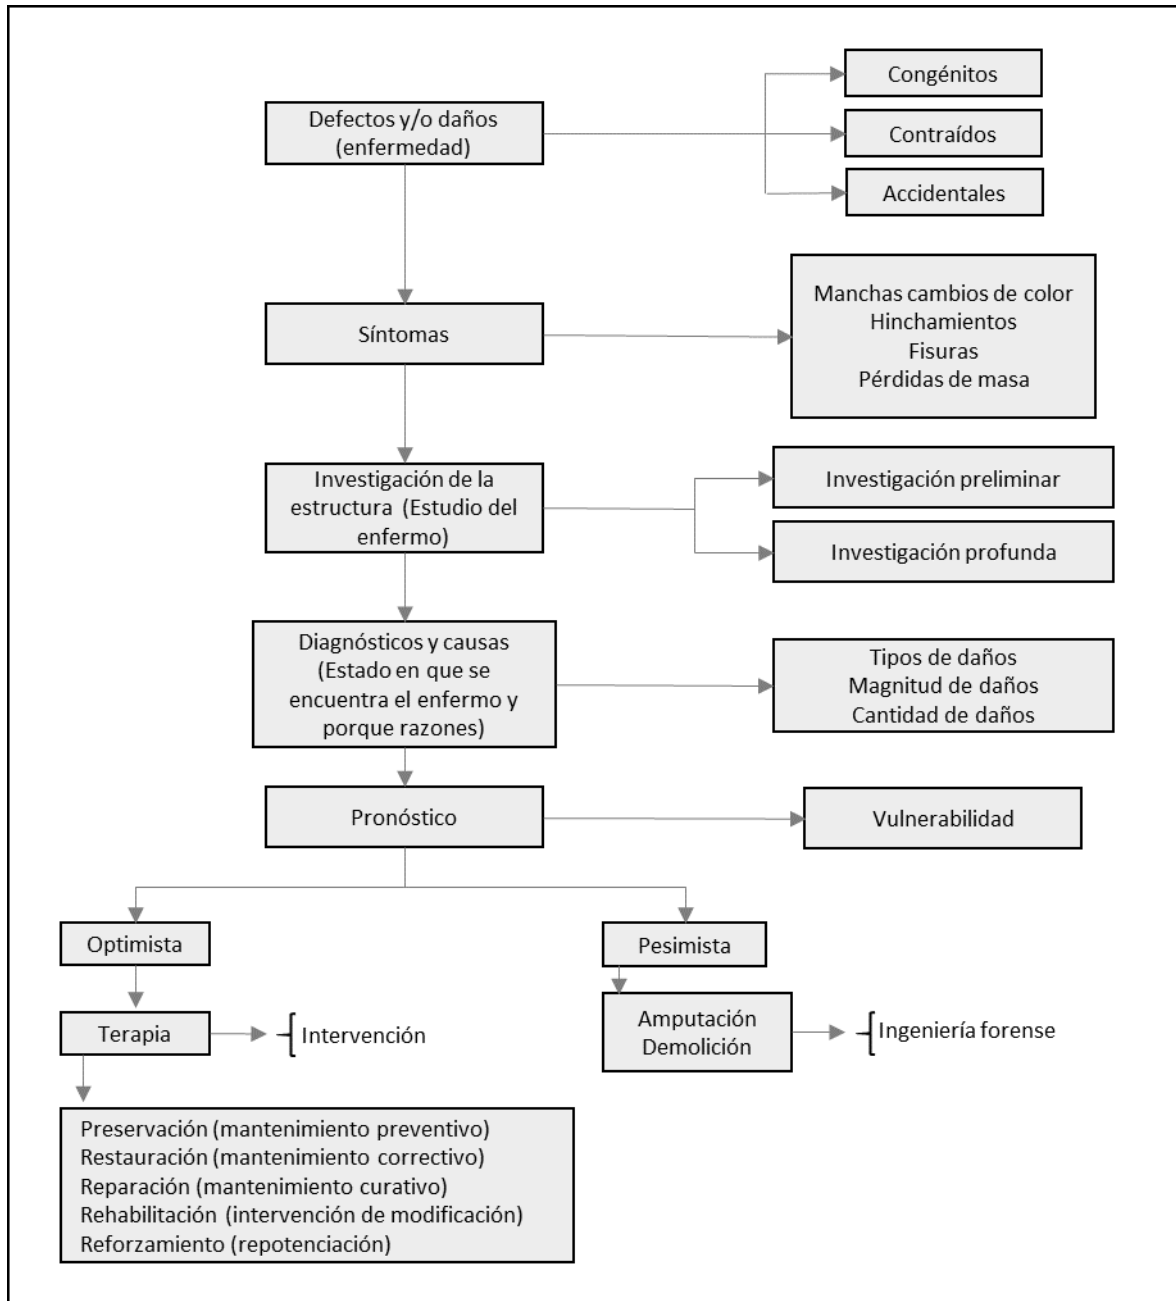 Defectos y/o daños
(enfermedad)
Congénitos
Contraídos
Accidentales
Síntomas
Manchas cambios de color
Hinchamientos
Fisuras
Pérdidas de masa
Investigación de la
estructura (Estudio del
enfermo)
Investigación preliminar
Investigación profunda
Diagnósticos y causas
(Estado en que se
encuentra el enfermo y
porque razones)
Tipos de daños
Magnitud de daños
Cantidad de daños
Pronóstico
Vulnerabilidad
Optimista
Pesimista
Terapia
Intervención
Amputación
Demolición
Ingeniería forense
Preservación (mantenimiento preventivo)
Restauración (mantenimiento correctivo)
Reparación (mantenimiento curativo)
Rehabilitación (intervención de modificación)
Reforzamiento (repotenciación)